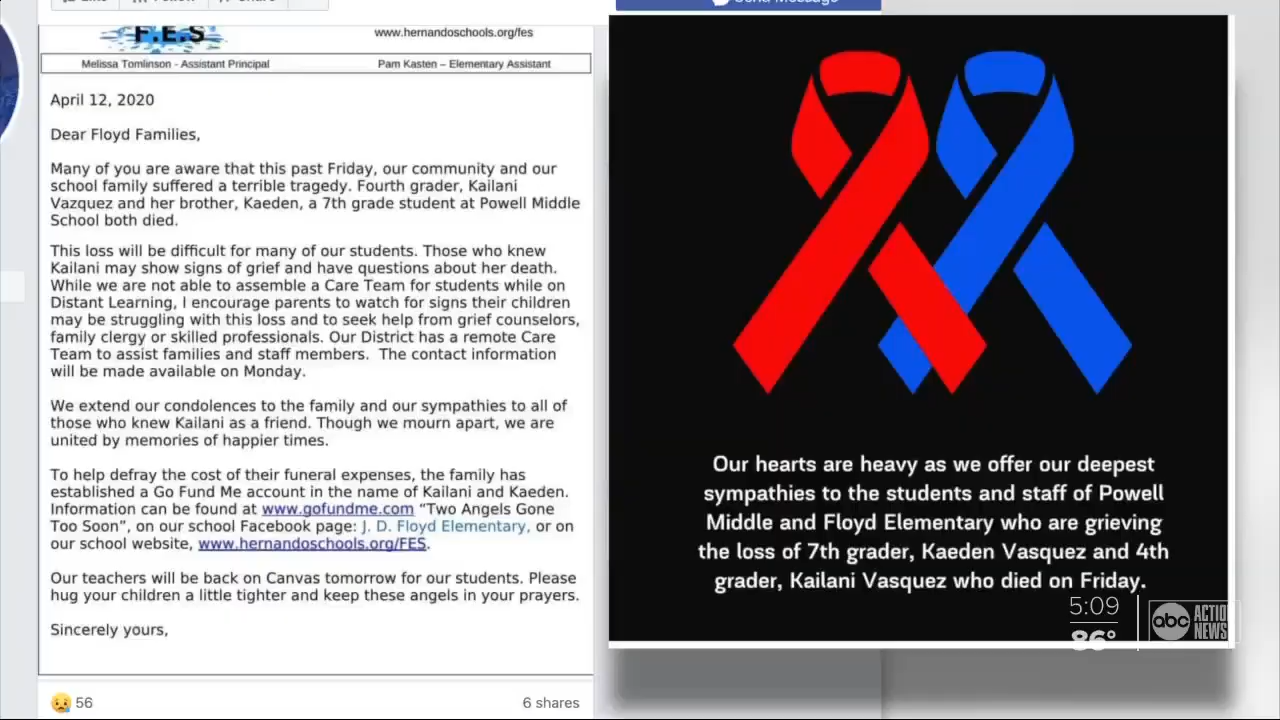 F.E.S
www.hernandoschools.org/fes
Melissa Tomlinson - Assistant Principal
Pam Kasten – Elementary Assistant
April 12, 2020
Dear Floyd Families,
Many of you are aware that this past Friday, our community and our
school family suffered a terrible tragedy. Fourth grader, Kailani
Vazquez and her brother, Kaeden, a 7th grade student at Powell Middle
School both died.
This loss will be difficult for many of our students. Those who knew
Kailani may show signs of grief and have questions about her death.
While we are not able to assemble a Care Team for students while on
Distant Learning, I encourage parents to watch for signs their children
may be struggling with this loss and to seek help from grief counselors,
family clergy or skilled professionals. Our District has a remote Care
Team to assist families and staff members. The contact information
will be made available on Monday.
We extend our condolences to the family and our sympathies to all of
those who knew Kailani as a friend. Though we mourn apart, we are
united by memories of happier times.
To help defray the cost of their funeral expenses, the family has
established a Go Fund Me account in the name of Kailani and Kaeden.
Information can be found at www.gofundme.com “Two Angels Gone
Too Soon”, on our school Facebook page: J. D. Floyd Elementary, or on
our school website, www.hernandoschools.org/FES.
Our teachers will be back on Canvas tomorrow for our students. Please
hug your children a little tighter and keep these angels in your prayers.
Sincerely yours,
56
6 shares
Send Message
Our hearts are heavy as we offer our deepest
sympathies to the students and staff of Powell
Middle and Floyd Elementary who are grieving
the loss of 7th grader, Kaeden Vasquez and 4th
grader, Kailani Vasquez who died on Friday.
5:09
86°
abc ACTION
NEWS